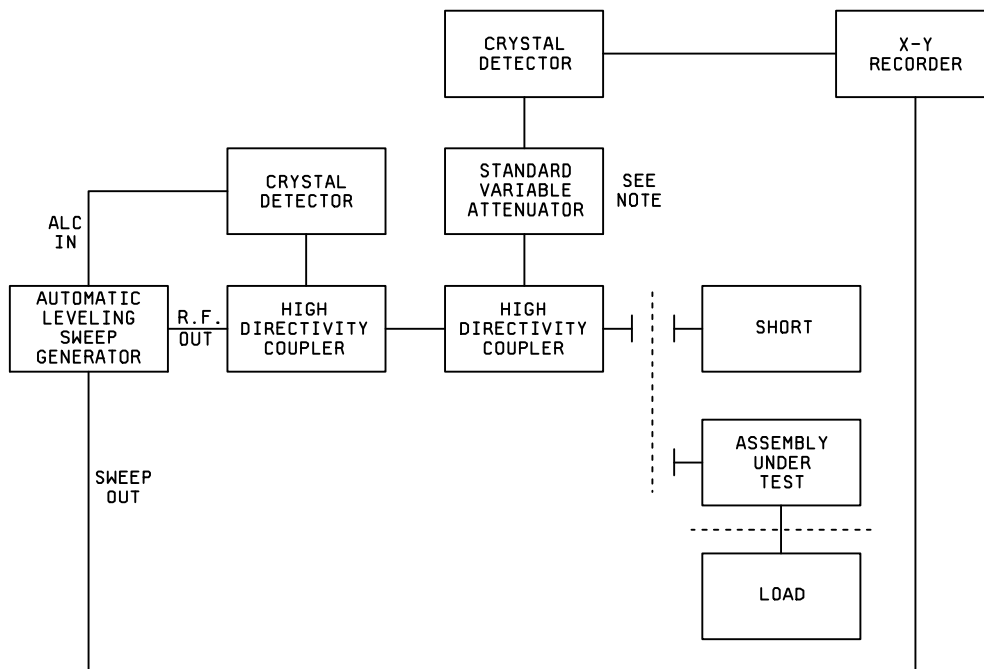 CRYSTAL
DETECTOR
X-Y
RECORDER
CRYSTAL
DETECTOR
STANDARD
VARIABLE
ATTENUATOR
SEE
NOTE
ALC
IN
AUTOMATIC
LEVELING
SWEEP
GENERATOR
R.F.
OUT
HIGH
DIRECTIVITY
COUPLER
HIGH
DIRECTIVITY
COUPLER
SHORT
SWEEP
OUT
ASSEMBLY
UNDER
TEST
LOAD